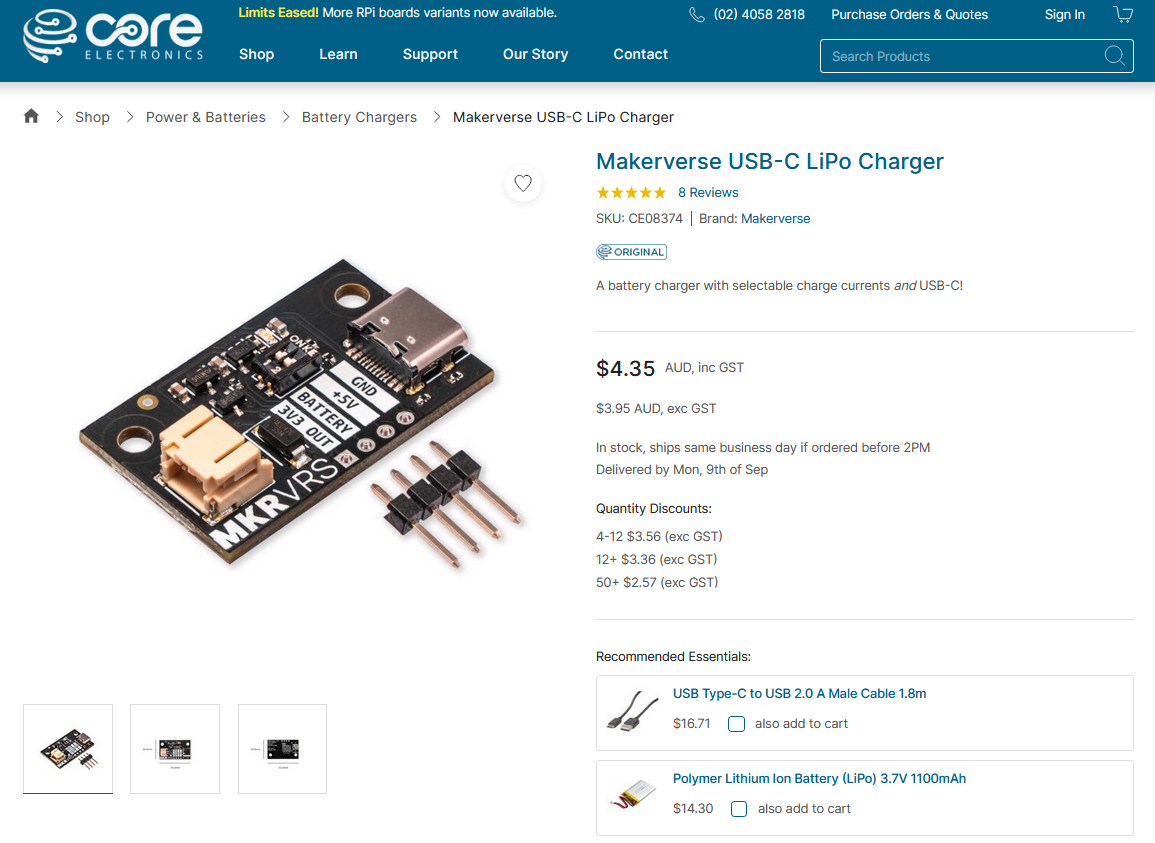 Limits Eased! More RPi boards variants now available.
(02) 4058 2818
Purchase Orders & Quotes
Sign In
core
ELECTRONICS
Shop
Learn
Support
Our Story
Contact
Search Products
Shop
Power & Batteries
Battery Chargers
Makerverse USB-C LiPo Charger
Makerverse USB-C LiPo Charger
8 Reviews
SKU: CE08374 | Brand: Makerverse
ORIGINAL
A battery charger with selectable charge currents and USB-C!
$4.35 AUD, inc GST
$3.95 AUD, exc GST
In stock, ships same business day if ordered before 2PM
Delivered by Mon, 9th of Sep
Quantity Discounts:
4-12 $3.56 (exc GST)
12+ $3.36 (exc GST)
50+ $2.57 (exc GST)
GND
+5V
BATTERY
3V3 OUT
MKRVRS
Recommended Essentials:
USB Type-C to USB 2.0 A Male Cable 1.8m
$16.71
also add to cart
Polymer Lithium Ion Battery (LiPo) 3.7V 1100mAh
$14.30
also add to cart